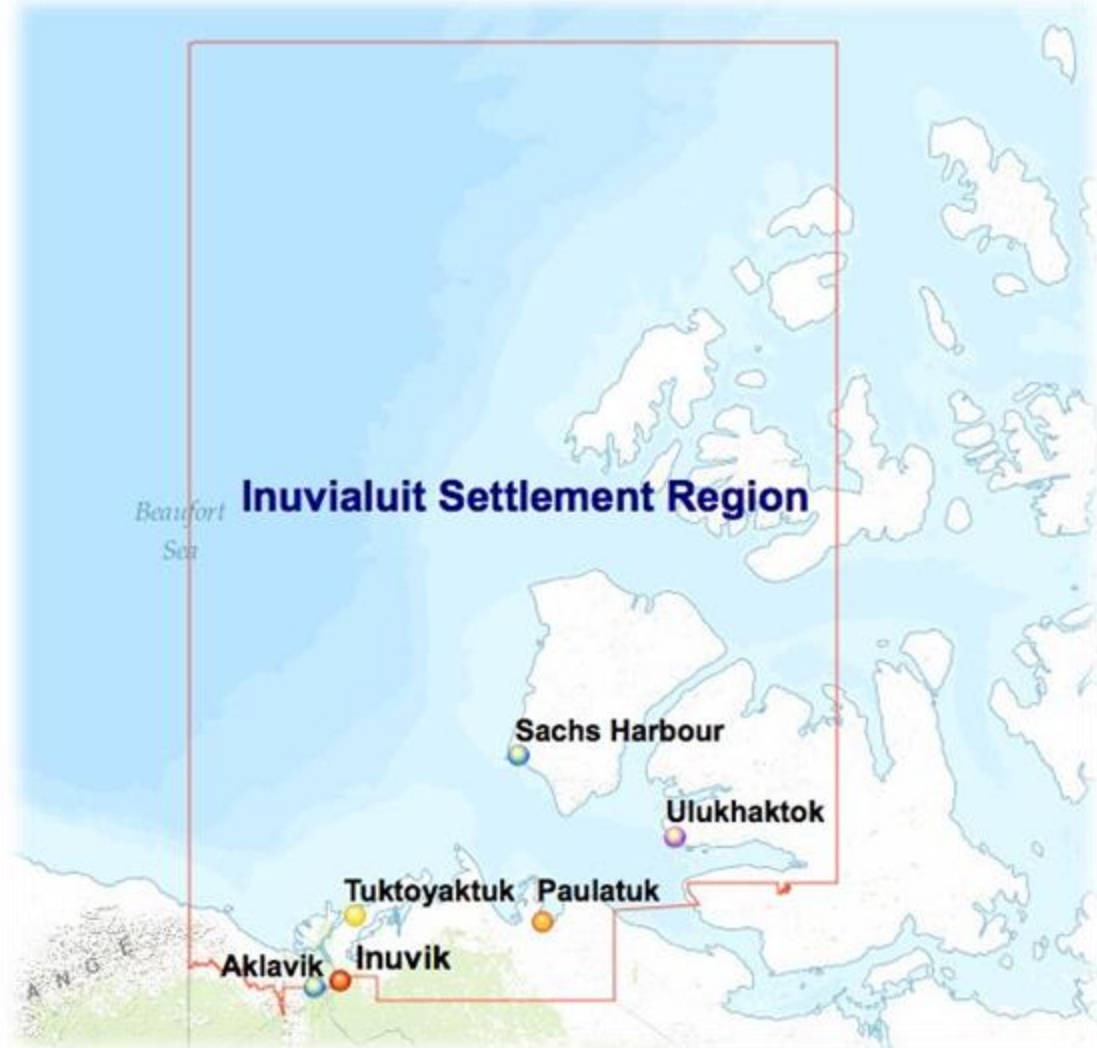 Beaufort
Sea
Inuvialuit Settlement Region
Sachs Harbour
Ulukhaktok
Tuktoyaktuk
Paulatuk
Aklavik
Inuvik
A N G E